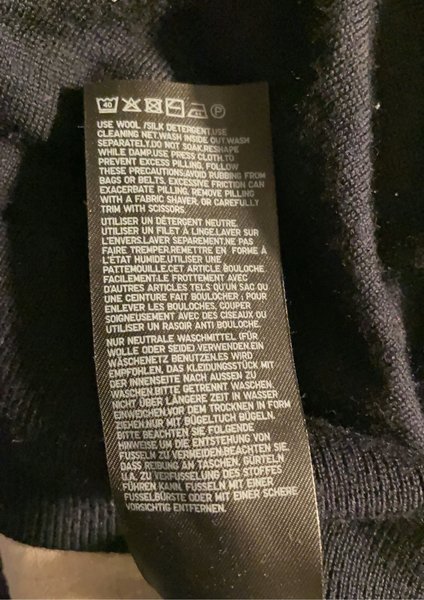 40 P
USE WOOL /SILK DETERGENT.USE
CLEANING NET.WASH INSIDE OUT.WASH
SEPARATELY.DO NOT SOAK.RESHAPE
WHILE DAMP.USE PRESS CLOTH.TO
PREVENT EXCESS PILLING, FOLLOW
THESE PRECAUTIONS:AVOID RUBBING FROM
BAGS OR BELTS. EXCESSIVE FRICTION CAN
EXACERBATE PILLING. REMOVE PILLING
WITH A FABRIC SHAVER, OR CAREFULLY
TRIM WITH SCISSORS.
UTILISER UN DÉTERGENT NEUTRE.
UTILISER UN FILET À LINGE.LAVER SUR
L'ENVERS.LAVER SEPAREMENT.NE PAS
FAIRE TREMPER.REMETTRE EN FORME À
L'ÉTAT HUMIDE.UTILISER UNE
PATTEMOUILLE.CET ARTICLE BOULOCHE
FACILEMENT.LE FROTTEMENT AVEC
D'AUTRES ARTICLES TELS QU'UN SAC OU
UNE CEINTURE FAIT BOULOCHER ; POUR
ENLEVER LES BOULOCHES, COUPER
SOIGNEUSEMENT AVEC DES CISEAUX OU
UTILISER UN RASOIR ANTI BOULOCHE.
NUR NEUTRALE WASCHMITTEL (FÜR
WOLLE ODER SEIDE) VERWENDEN.EIN
WÄSCHENETZ BENUTZEN.ES WIRD
EMPFOHLEN, DAS KLEIDUNGSSTÜCK MIT
DER INNENSEITE NACH AUSSEN ZU
WASCHEN.BITTE GETRENNT WASCHEN.
NICHT ÜBER LÄNGERE ZEIT IN WASSER
EINWEICHEN.VOR DEM TROCKNEN IN FORM
ZIEHEN.NUR MIT BÜGELTUCH BÜGELN.
BITTE BEACHTEN SIE FOLGENDE
HINWEISE UM DIE ENTSTEHUNG VON
FUSSELN ZU VERMEIDEN.BEACHTEN SIE,
DASS REIBUNG AN TASCHEN, GÜRTELN
U.A. ZU VERFUSSELUNG DES STOFFES
FÜHREN KANN. FUSSELN MIT EINER
FUSSELBÜRSTE ODER MIT EINER SCHERE
VORSICHTIG ENTFERNEN.